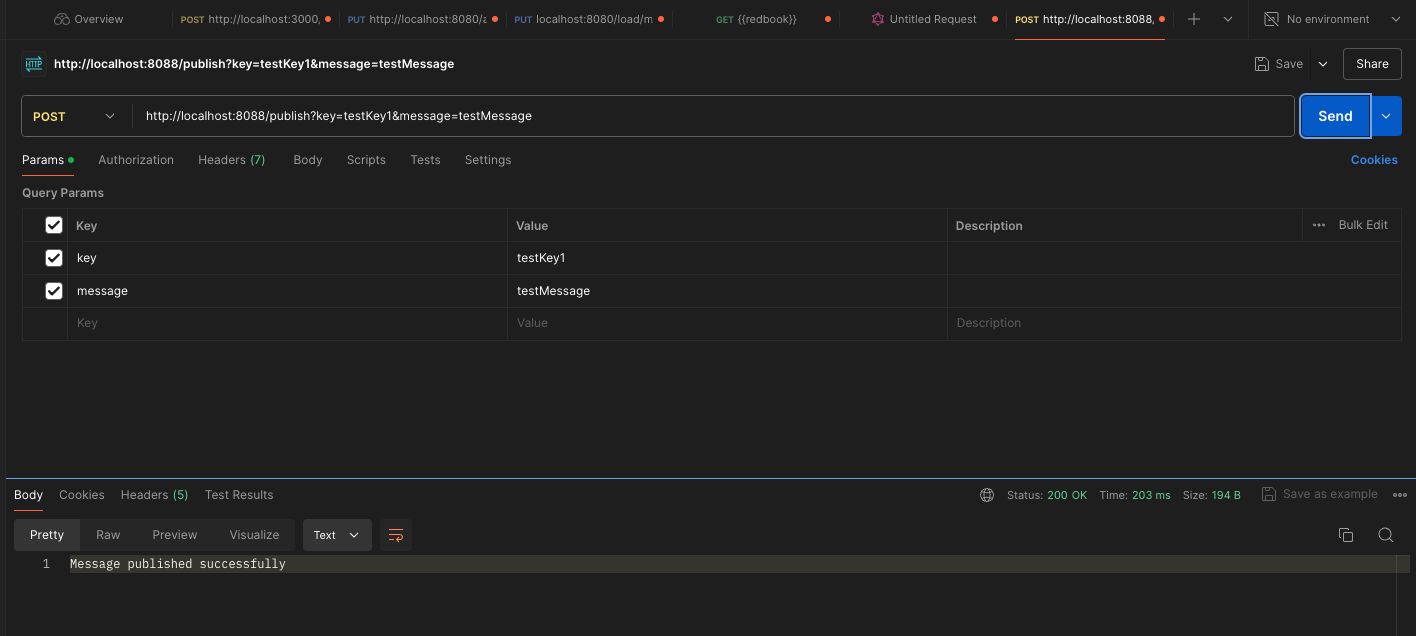 Overview POST http://localhost:3000, PUT http://localhost:8080/a PUT localhost:8080/load/m GET {{redbook}} Untitled Request POST http://localhost:8088, No environment
HTTP http://localhost:8088/publish?key=testKey1&message=testMessage Save Share
POST http://localhost:8088/publish?key=testKey1&message=testMessage Send
Params Authorization Headers (7) Body Scripts Tests Settings Cookies
Query Params
Key Value Description Bulk Edit
key testKey1
message testMessage
Key Value Description
Body Cookies Headers (5) Test Results Status: 200 OK Time: 203 ms Size: 194 B Save as example
Pretty Raw Preview Visualize Text
1 Message published successfully